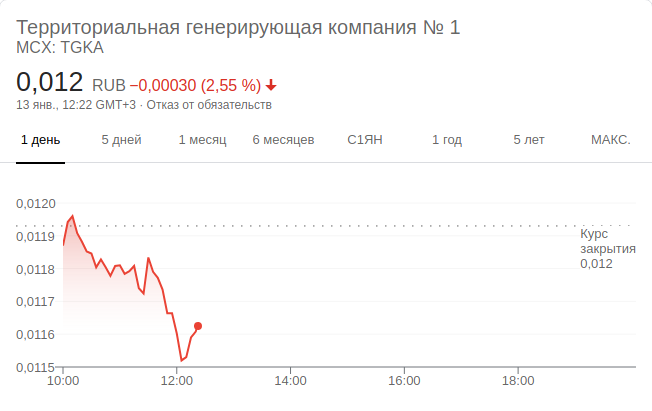 Территориальная генерирующая компания № 1
MCX: TGKA
0,012 RUB −0,00030 (2,55 %)
13 янв., 12:22 GMT+3 · Отказ от обязательств
1 день 5 дней 1 месяц 6 месяцев С1ЯН 1 год 5 лет МАКС.
0,0120
0,0119
0,0118
0,0117
0,0116
0,0115
Курс
закрытия
0,012
10:00 12:00 14:00 16:00 18:00